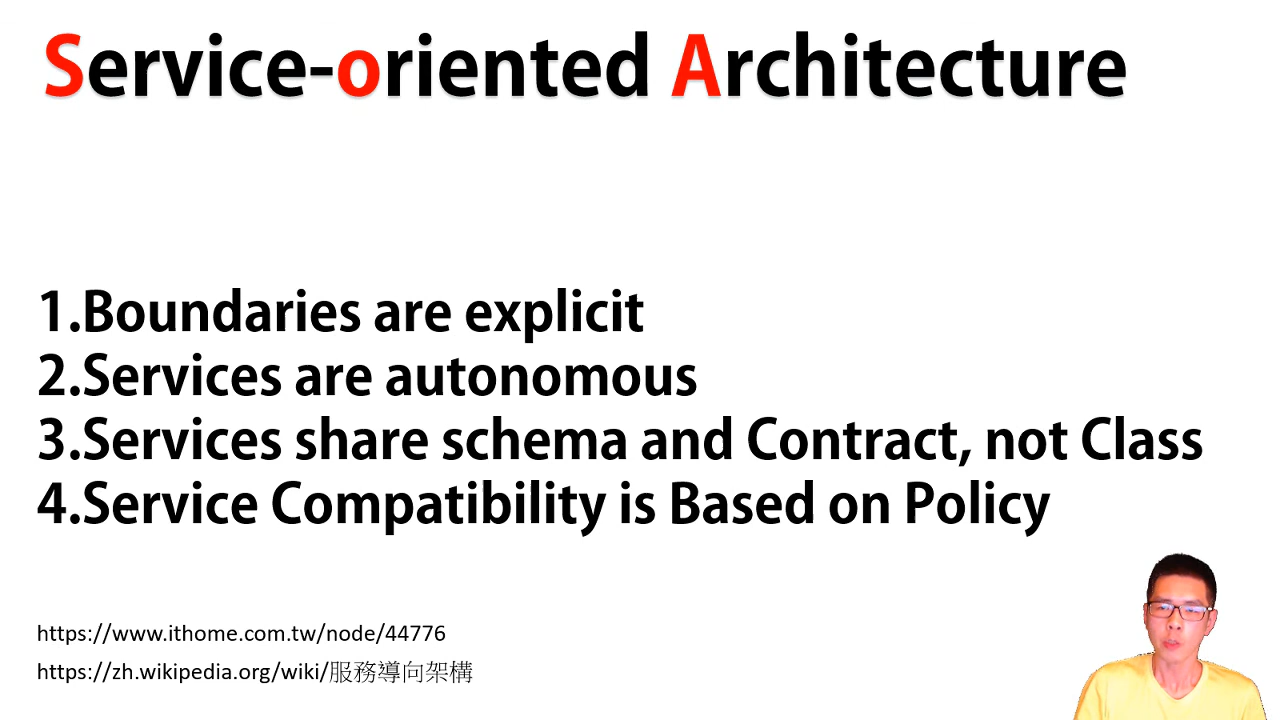 Service-oriented Architecture
1.Boundaries are explicit
2.Services are autonomous
3.Services share schema and Contract, not Class
4.Service Compatibility is Based on Policy
https://www.ithome.com.tw/node/44776
https://zh.wikipedia.org/wiki/服務導向架構